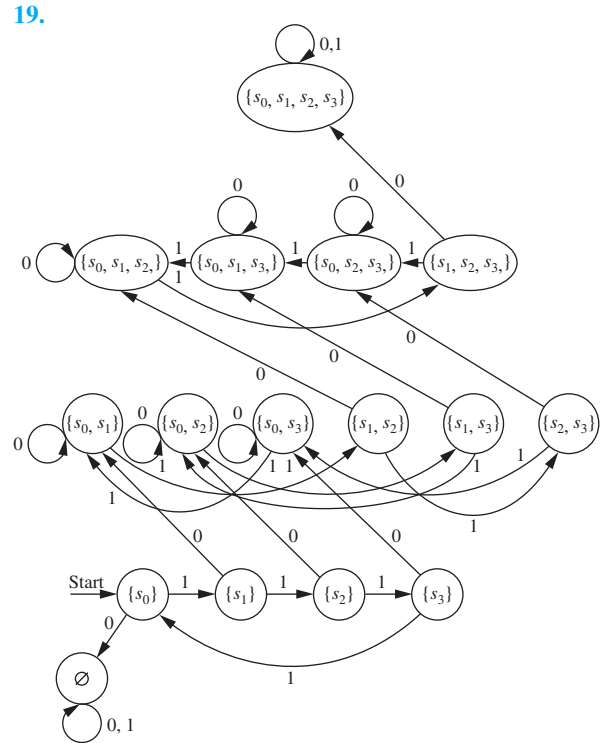 19.
0,1
{s₀, s₁, s₂, s₃}
0
0 0
0 {s₀, s₁, s₂,} 1 {s₀, s₁, s₃,} 1 {s₀, s₂, s₃,} 1 {s₁, s₂, s₃,}
1
0 0 0
0 {s₀, s₁} 0 {s₀, s₂} 0 {s₀, s₃} {s₁, s₂} {s₁, s₃} {s₂, s₃}
1 1 1 1 1
1 1
0 0 0
Start {s₀} 1 {s₁} 1 {s₂} 1 {s₃}
0
∅ 1
0, 1